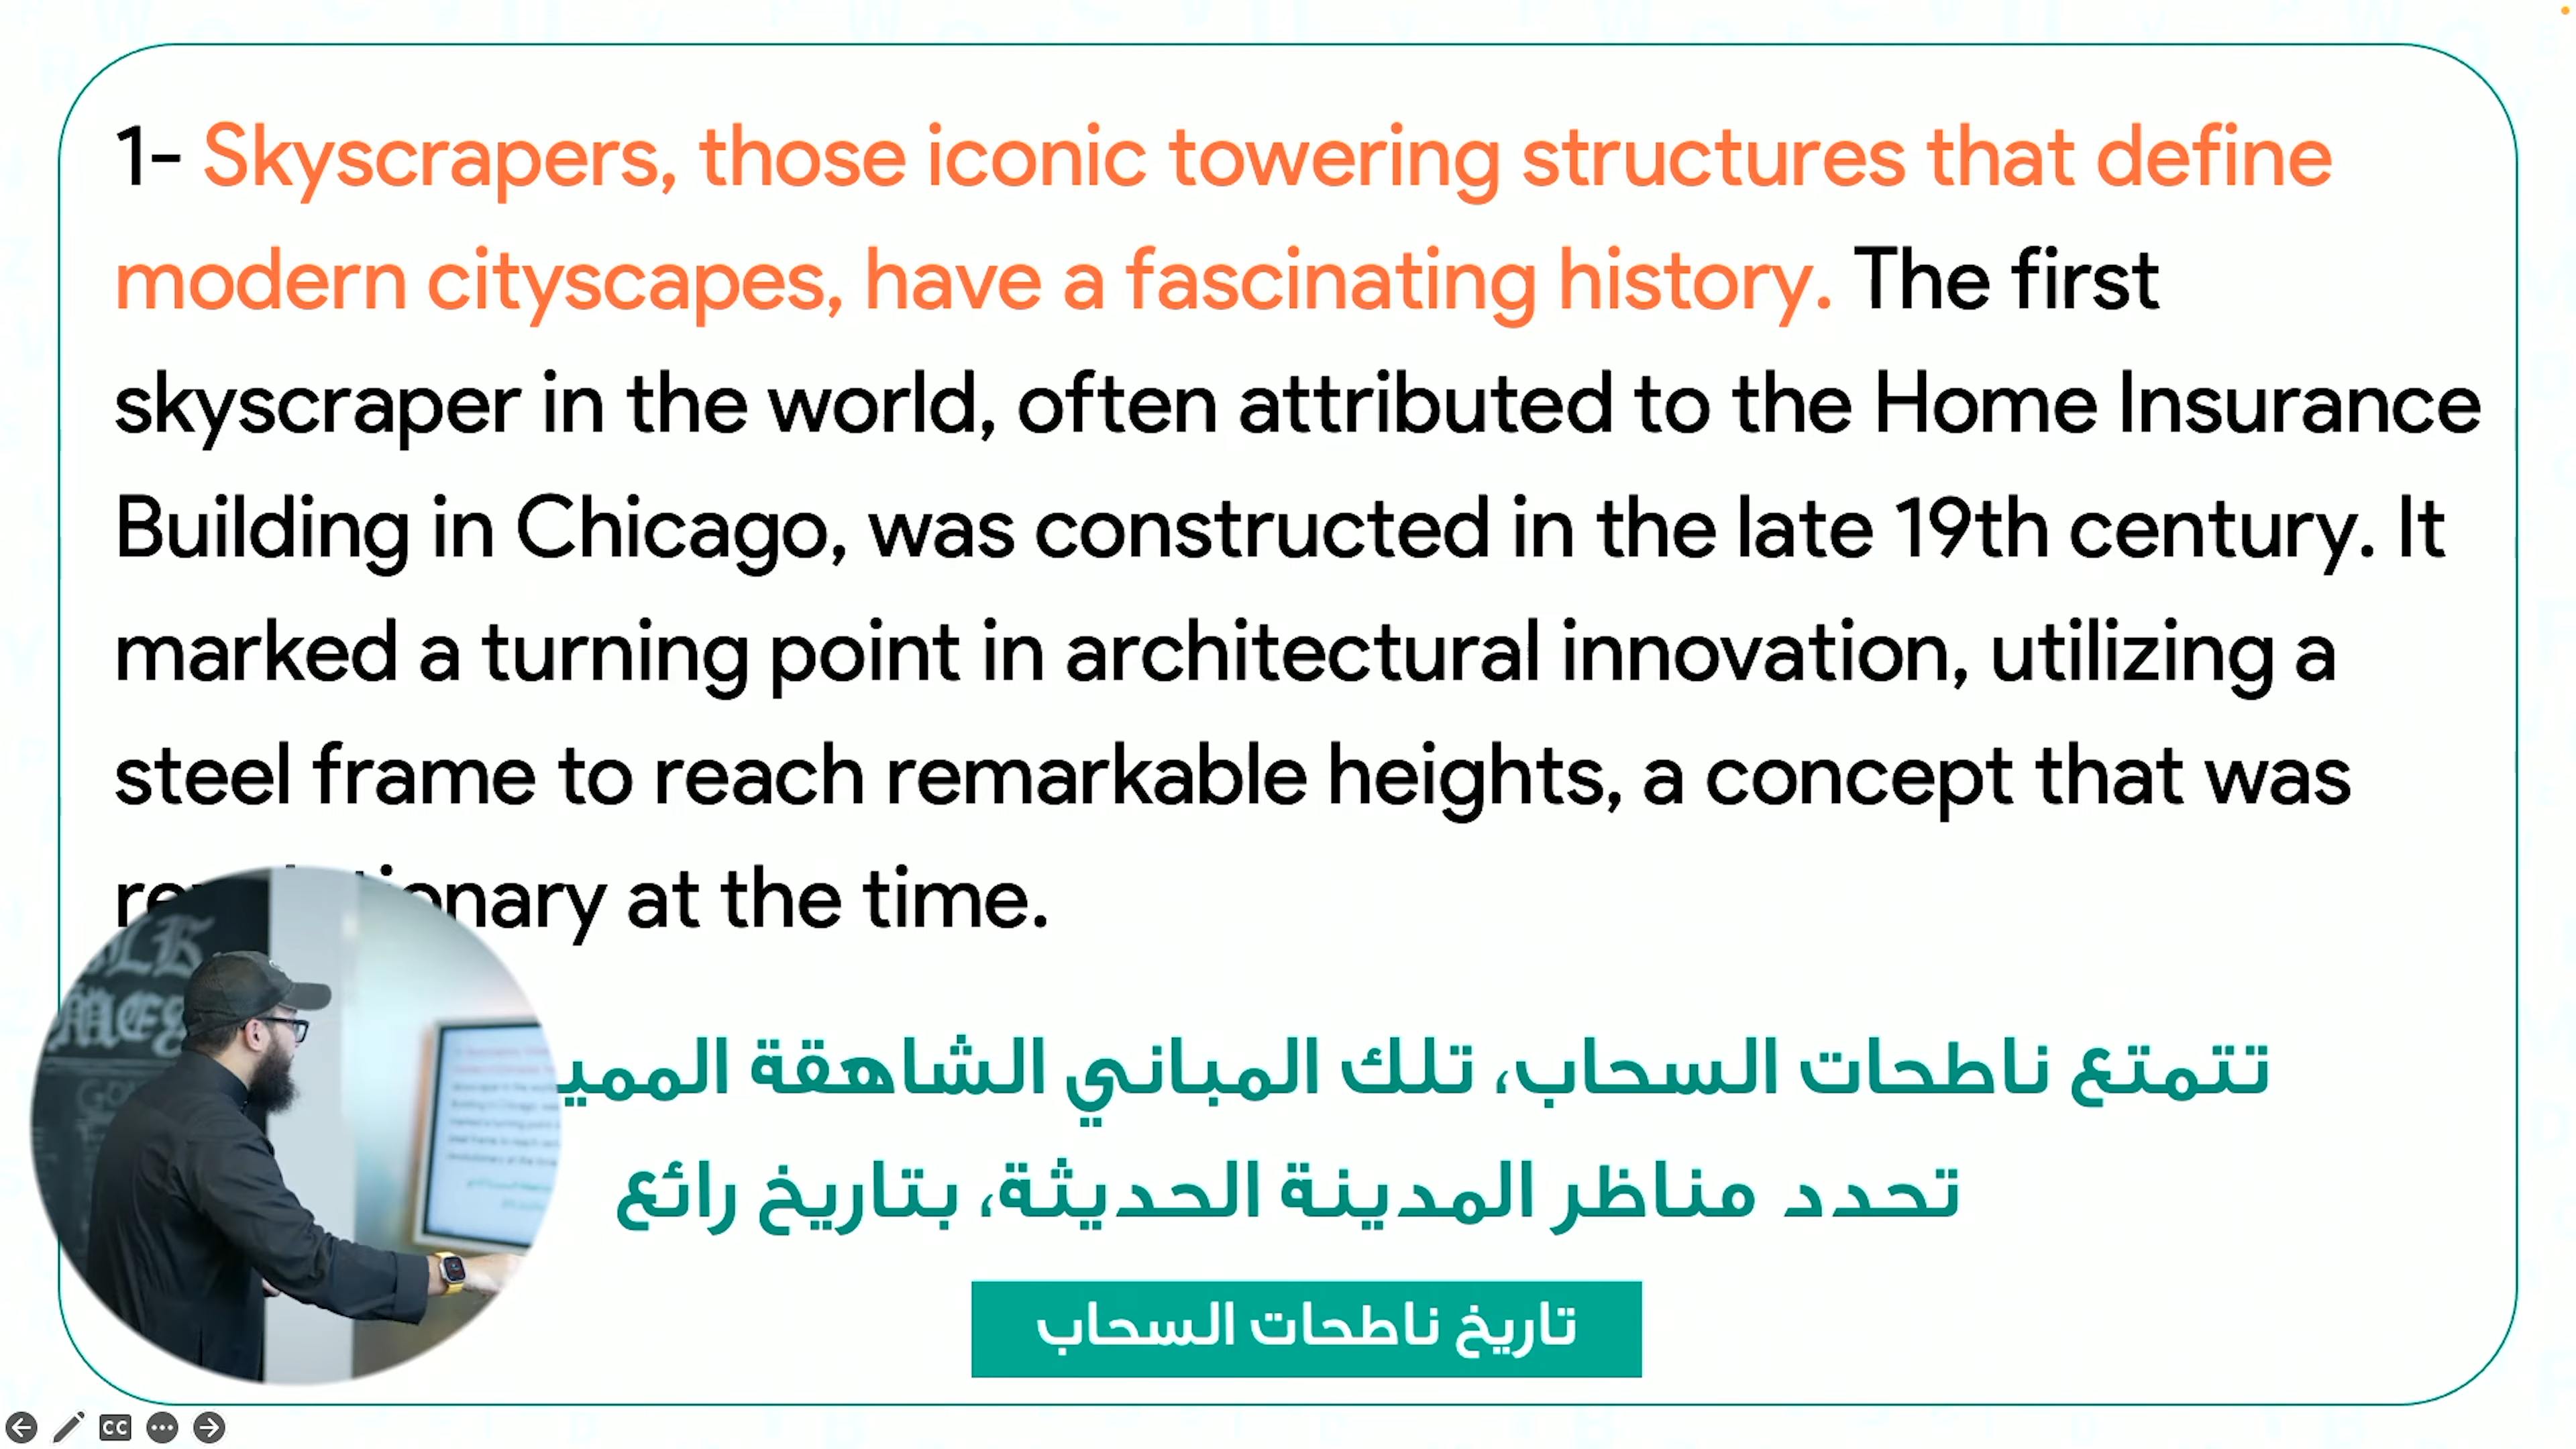 1- Skyscrapers, those iconic towering structures that define
modern cityscapes, have a fascinating history. The first
skyscraper in the world, often attributed to the Home Insurance
Building in Chicago, was constructed in the late 19th century. It
marked a turning point in architectural innovation, utilizing a
steel frame to reach remarkable heights, a concept that was
at the time.
تتمتع ناطحات السحاب، تلك المباني الشاهقة
تحدد مناظر المدينة الحديثة، بتاريخ رائع
تاريخ ناطحات السحاب
CC